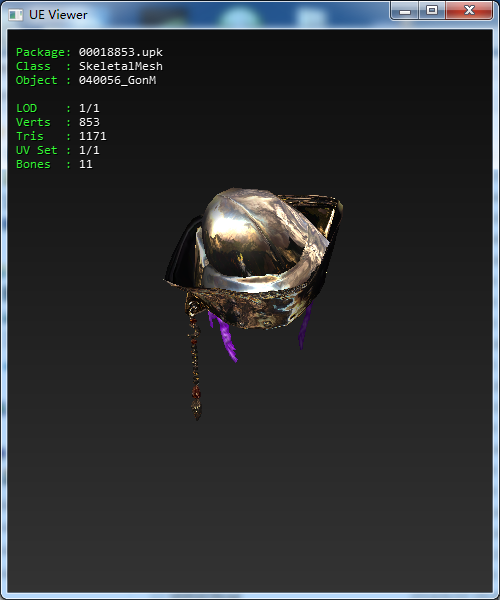 UE Viewer
Package: 00018853.upk
Class : SkeletalMesh
Object : 040056_GonM
LOD : 1/1
Verts : 853
Tris : 1171
UV Set : 1/1
Bones : 11